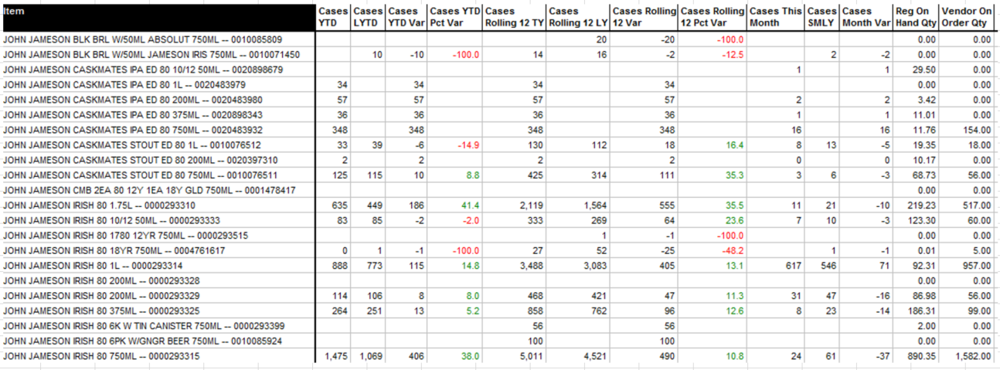 Item Cases YTD Cases LYTD Cases YTD Var Cases YTD Pct Var Cases Rolling 12 TY Cases Rolling 12 LY Cases Rolling 12 Var Cases Rolling 12 Pct Var Cases This Month Cases SMLY Cases Month Var Reg On Hand Qty Vendor On Order Qty
JOHN JAMESON BLK BRL W/50ML ABSOLUT 750ML -- 0010085809 20 -20 -100.0 0.00 0.00
JOHN JAMESON BLK BRL W/50ML JAMESON IRIS 750ML -- 0010071450 10 -10 -100.0 14 16 -2 -12.5 2 -2 0.00 0.00
JOHN JAMESON CASKMATES IPA ED 80 10/12 50ML -- 0020898679 1 1 29.50 0.00
JOHN JAMESON CASKMATES IPA ED 80 1L -- 0020483979 34 34 34 34 0.00 0.00
JOHN JAMESON CASKMATES IPA ED 80 200ML -- 0020483980 57 57 57 57 2 2 3.42 0.00
JOHN JAMESON CASKMATES IPA ED 80 375ML -- 0020898343 36 36 36 36 1 1 11.01 0.00
JOHN JAMESON CASKMATES IPA ED 80 750ML -- 0020483932 348 348 348 348 16 16 11.76 154.00
JOHN JAMESON CASKMATES STOUT ED 80 1L -- 0010076512 33 39 -6 -14.9 130 112 18 16.4 8 13 -5 19.35 18.00
JOHN JAMESON CASKMATES STOUT ED 80 200ML -- 0020397310 2 2 2 2 0 0 10.17 0.00
JOHN JAMESON CASKMATES STOUT ED 80 750ML -- 0010076511 125 115 10 8.8 425 314 111 35.3 3 6 -3 68.73 56.00
JOHN JAMESON CMB 2EA 80 12Y 1EA 18Y GLD 750ML -- 0001478417 0.00 0.00
JOHN JAMESON IRISH 80 1.75L -- 0000293310 635 449 186 41.4 2,119 1,564 555 35.5 11 21 -10 219.23 517.00
JOHN JAMESON IRISH 80 10/12 50ML -- 0000293333 83 85 -2 -2.0 333 269 64 23.6 7 10 -3 123.30 60.00
JOHN JAMESON IRISH 80 1780 12YR 750ML -- 0000293515 1 -1 -100.0 0.00 0.00
JOHN JAMESON IRISH 80 18YR 750ML -- 0004761617 0 1 -1 -100.0 27 52 -25 -48.2 1 -1 0.01 5.00
JOHN JAMESON IRISH 80 1L -- 0000293314 888 773 115 14.8 3,488 3,083 405 13.1 617 546 71 92.31 957.00
JOHN JAMESON IRISH 80 200ML -- 0000293328 0.00 0.00
JOHN JAMESON IRISH 80 200ML -- 0000293329 114 106 8 8.0 468 421 47 11.3 31 47 -16 86.98 56.00
JOHN JAMESON IRISH 80 375ML -- 0000293325 264 251 13 5.2 858 762 96 12.6 8 23 -14 186.31 99.00
JOHN JAMESON IRISH 80 6K W TIN CANISTER 750ML -- 0000293399 56 56 2.00 0.00
JOHN JAMESON IRISH 80 6PK W/GNGR BEER 750ML -- 0010085924 100 100 0.00 0.00
JOHN JAMESON IRISH 80 750ML -- 0000293315 1,475 1,069 406 38.0 5,011 4,521 490 10.8 24 61 -37 890.35 1,582.00